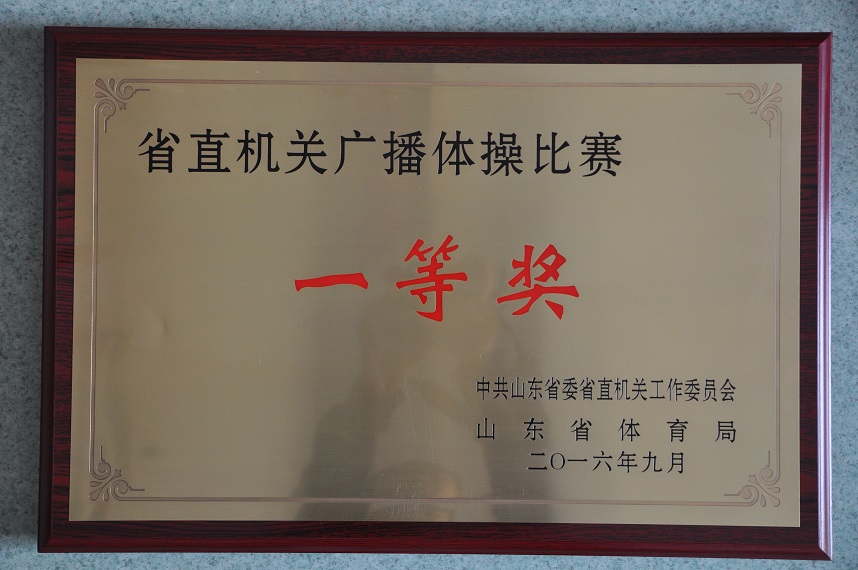 省直机关广播体操比赛
一等奖
中共山东省委省直机关工作委员会
山东省体育局
二〇一六年九月